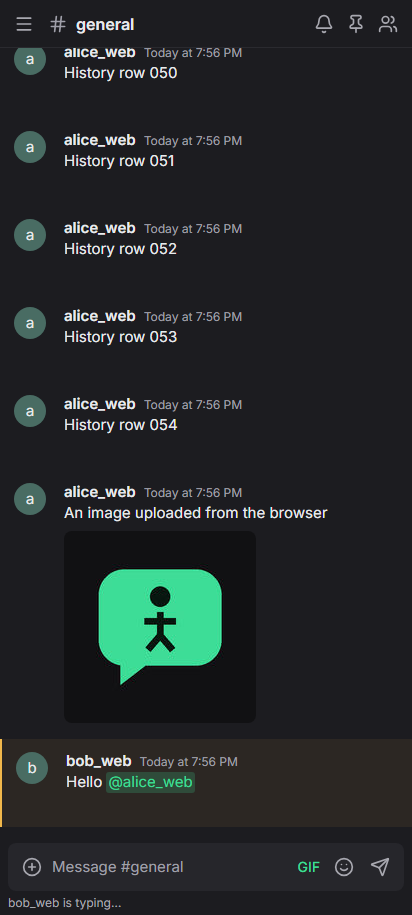 # general
alice_web Today at 7:56 PM
a
History row 050
alice_web Today at 7:56 PM
a
History row 051
alice_web Today at 7:56 PM
a
History row 052
alice_web Today at 7:56 PM
a
History row 053
alice_web Today at 7:56 PM
a
History row 054
alice_web Today at 7:56 PM
a
An image uploaded from the browser
bob_web Today at 7:56 PM
b
Hello @alice_web
Message #general GIF
bob_web is typing...